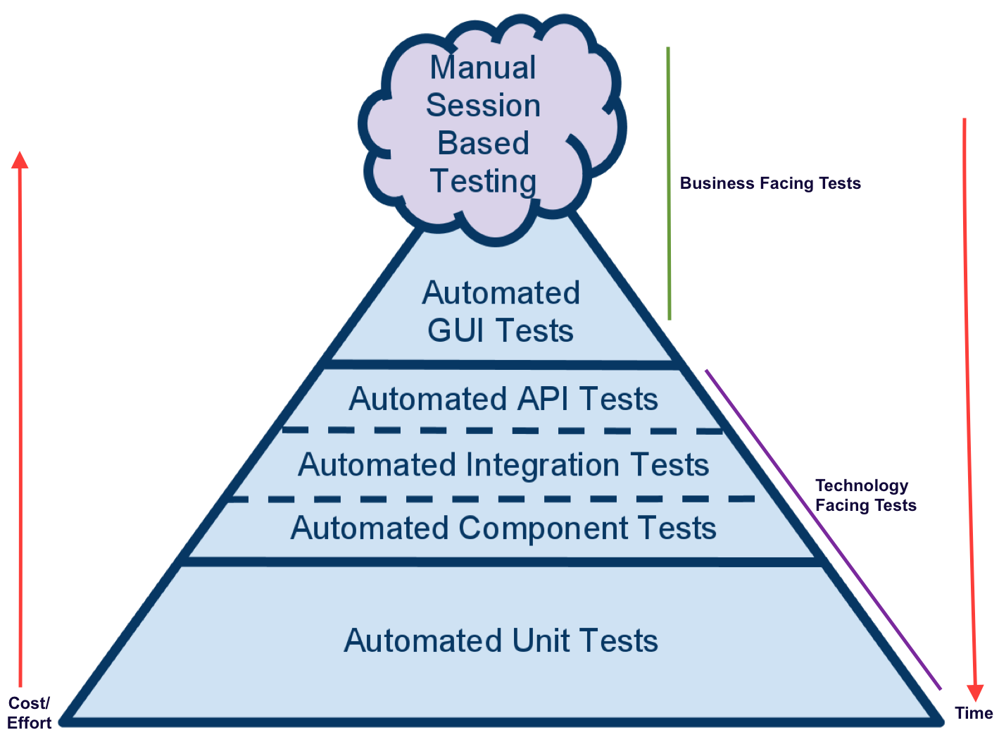 Manual
Session
Based
Testing
Business Facing Tests
Automated
GUI Tests
Automated API Tests
Automated Integration Tests
Technology
Facing Tests
Automated Component Tests
Automated Unit Tests
Cost/
Effort
Time